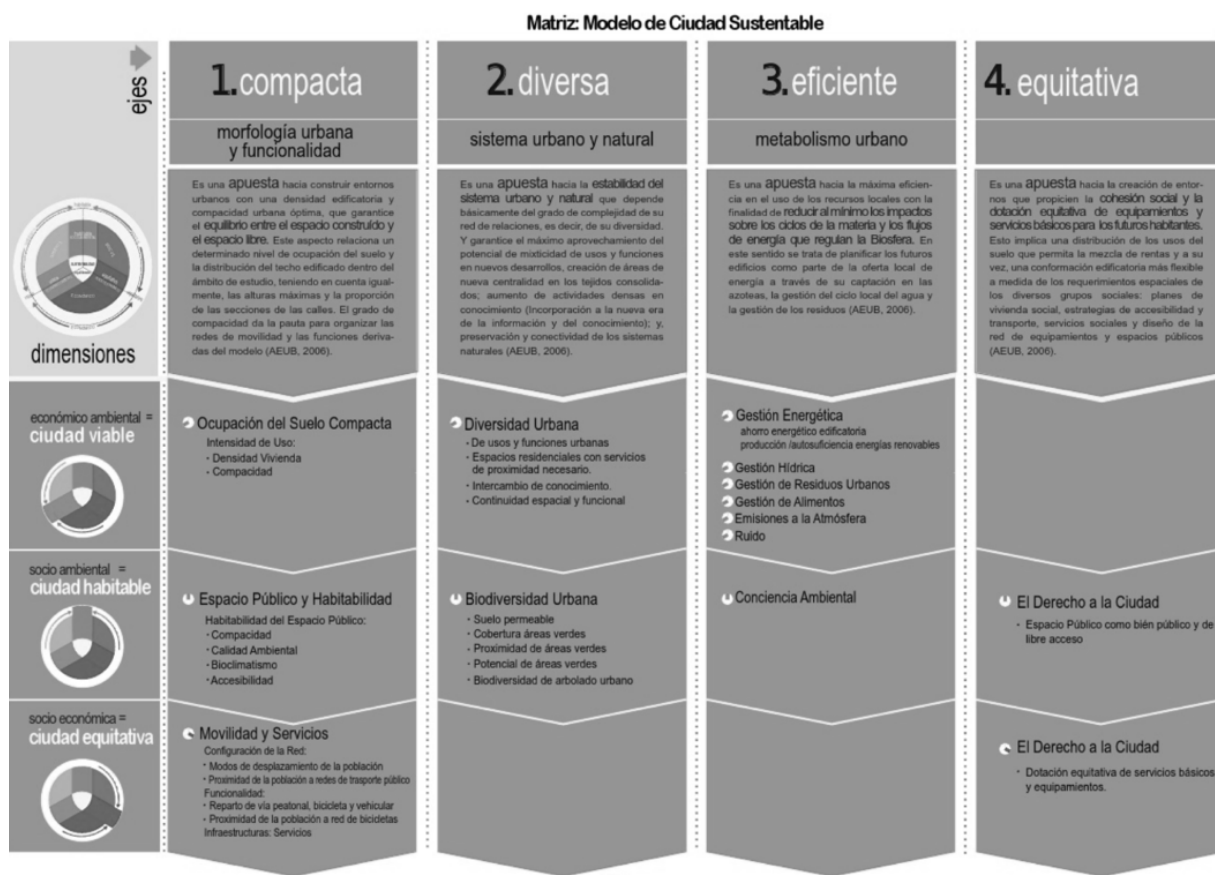 Matriz: Modelo de Ciudad Sustentable
ejes
1.compacta
2. diversa
3. eficiente
4. equitativa
morfología urbana
y funcionalidad
sistema urbano y natural
metabolismo urbano
dimensiones
Es una apuesta hacia construir entornos
urbanos con una densidad edificatoria y
compacidad urbana óptima, que garantice
el equilibrio entre el espacio construído y
el espacio libre. Este aspecto relaciona un
determinado nivel de ocupación del suelo y
la distribución del techo edificado dentro del
ámbito de estudio, teniendo en cuenta igual-
mente, las alturas máximas y la proporción
de las secciones de las calles. El grado de
compacidad da la pauta para organizar las
redes de movilidad y las funciones deriva-
das del modelo (AEUB, 2006).
Es una apuesta hacia la estabilidad del
sistema urbano y natural que depende
básicamente del grado de complejidad de su
red de relaciones, es decir, de su diversidad.
Y garantice el máximo aprovechamiento del
potencial de mixticidad de usos y funciones
en nuevos desarrollos, creación de áreas de
nueva centralidad en los tejidos consolida-
dos; aumento de actividades densas en
conocimiento (Incorporación a la nueva era
de la información y del conocimiento); y,
preservación y conectividad de los sistemas
naturales (AEUB, 2006).
Es una apuesta hacia la máxima eficien-
cia en el uso de los recursos locales con la
finalidad de reducir al mínimo los impactos
sobre los ciclos de la materia y los flujos
de energía que regulan la Biosfera. En
este sentido se trata de planificar los futuros
edificios como parte de la oferta local de
energía a través de su captación en las
azoteas, la gestión del ciclo local del agua y
la gestión de los residuos (AEUB, 2006).
Es una apuesta hacia la creación de entor-
nos que propicien la cohesión social y la
dotación equitativa de equipamientos y
servicios básicos para los futuros habitantes.
Esto implica una distribución de los usos del
suelo que permita la mezcla de rentas y a su
vez, una conformación edificatoria más flexible
a medida de los requerimientos espaciales de
los diversos grupos sociales: planes de
vivienda social, estrategias de accesibilidad y
transporte, servicios sociales y diseño de la
red de equipamientos y espacios públicos
(AEUB, 2006).
económico ambiental =
ciudad viable
Ocupación del Suelo Compacta
Intensidad de Uso:
· Densidad Vivienda
· Compacidad
Diversidad Urbana
· De usos y funciones urbanas
· Espacios residenciales con servicios
de proximidad necesario.
· Intercambio de conocimiento.
· Continuidad espacial y funcional
Gestión Energética
ahorro energético edificatoria
producción /autosuficiencia energías renovables
Gestión Hídrica
Gestión de Residuos Urbanos
Gestión de Alimentos
Emisiones a la Atmósfera
Ruido
socio ambiental =
ciudad habitable
Espacio Público y Habitabilidad
Habitabilidad del Espacio Público:
· Compacidad
· Calidad Ambiental
· Bioclimatismo
· Accesibilidad
Biodiversidad Urbana
· Suelo permeable
· Cobertura áreas verdes
· Proximidad de áreas verdes
· Potencial de áreas verdes
· Biodiversidad de arbolado urbano
Conciencia Ambiental
El Derecho a la Ciudad
· Espacio Público como bién público y de
libre acceso
socio económica =
ciudad equitativa
Movilidad y Servicios
Configuración de la Red:
· Modos de desplazamiento de la población
· Proximidad de la población a redes de trasporte público
Funcionalidad:
· Reparto de vía peatonal, bicicleta y vehicular
· Proximidad de la población a red de bicicletas
Infraestructuras: Servicios
El Derecho a la Ciudad
· Dotación equitativa de servicios básicos
y equipamientos.